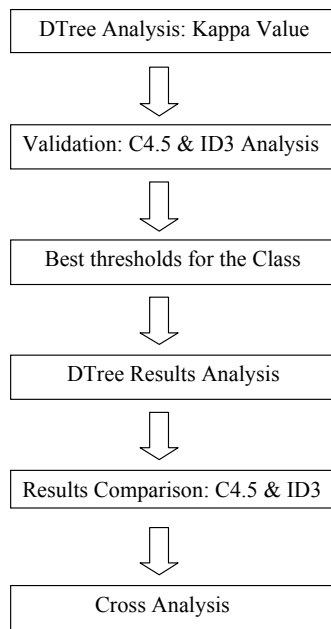 DTree Analysis: Kappa Value
Validation: C4.5 & ID3 Analysis
Best thresholds for the Class
DTree Results Analysis
Results Comparison: C4.5 & ID3
Cross Analysis